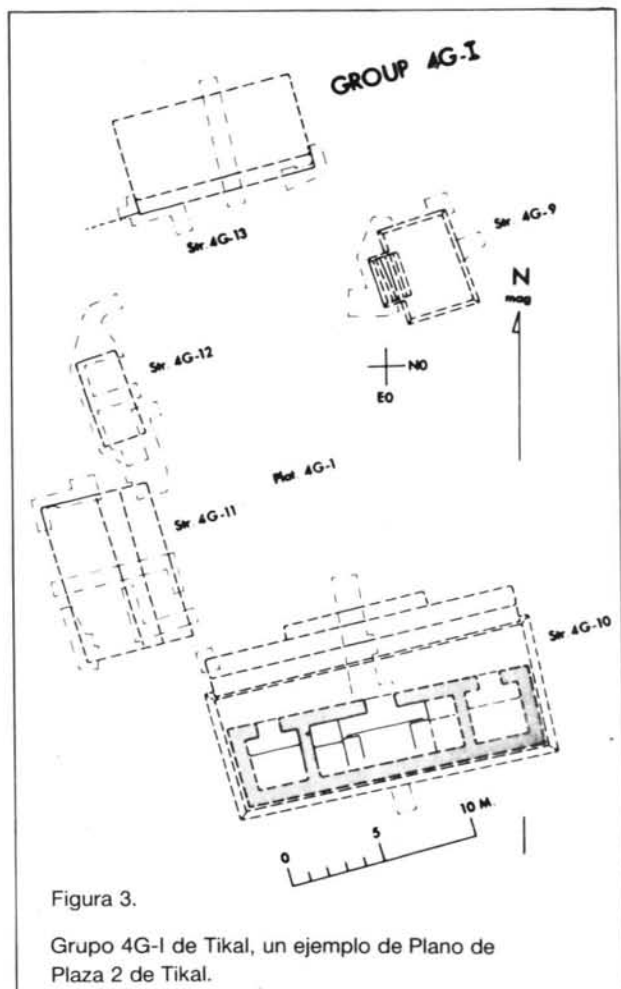 GROUP 4G-I
Str. 4G-13
Str. 4G-9
N
mag
Str. 4G-12
N0
E0
Plat. 4G-1
Str. 4G-11
Str. 4G-10
0
5
10 M.
Figura 3.
Grupo 4G-I de Tikal, un ejemplo de Plano de
Plaza 2 de Tikal.